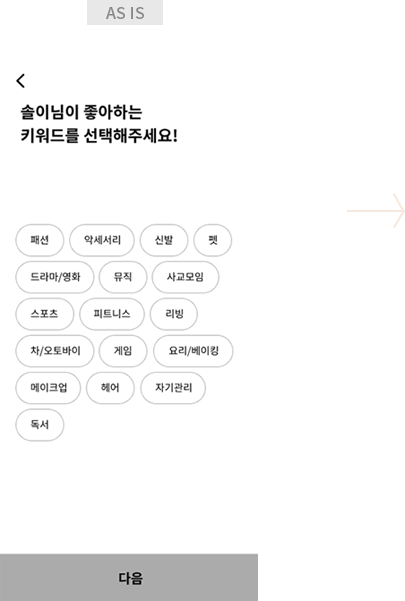 AS IS
솔이님이 좋아하는
키워드를 선택해주세요!
패션 악세서리 신발 펫
드라마/영화 뮤직 사교모임
스포츠 피트니스 리빙
차/오토바이 게임 요리/베이킹
메이크업 헤어 자기관리
독서
다음